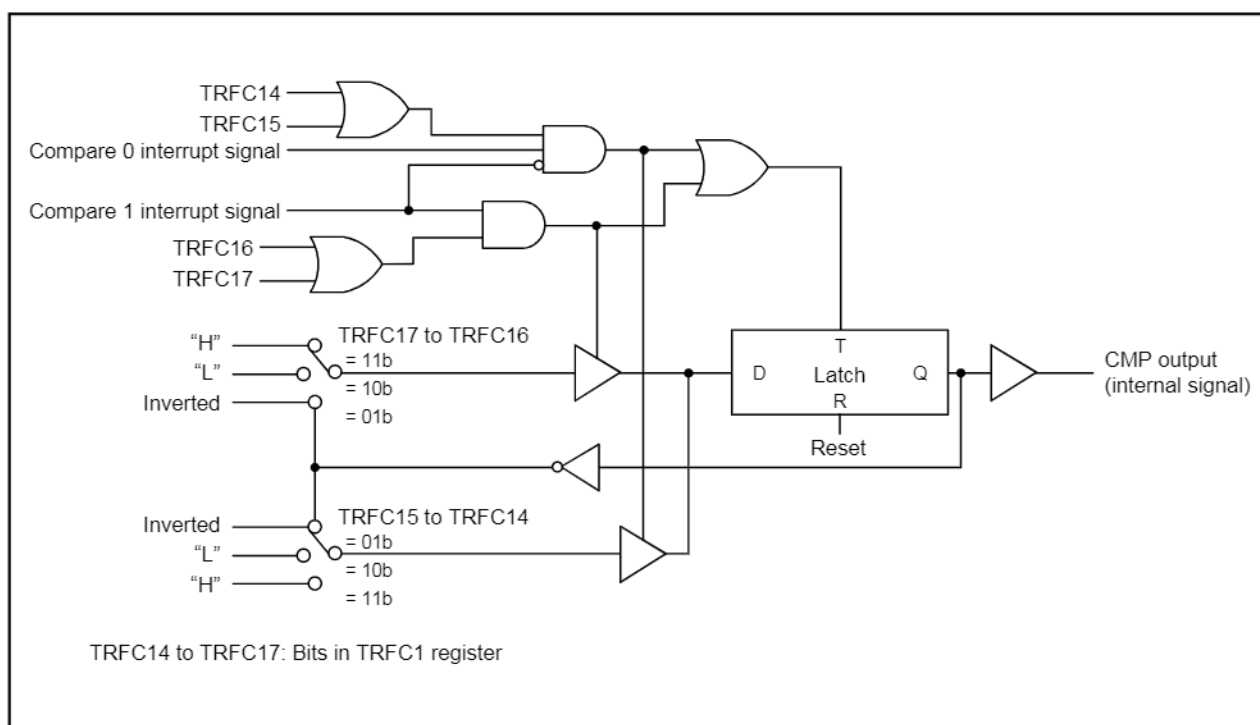 TRFC14
TRFC15
Compare 0 interrupt signal
Compare 1 interrupt signal
TRFC16
TRFC17
“H”
“L”
Inverted
TRFC17 to TRFC16
= 11b
= 10b
= 01b
T
D
Latch
Q
R
Reset
CMP output
(internal signal)
Inverted
“L”
“H”
TRFC15 to TRFC14
= 01b
= 10b
= 11b
TRFC14 to TRFC17: Bits in TRFC1 register